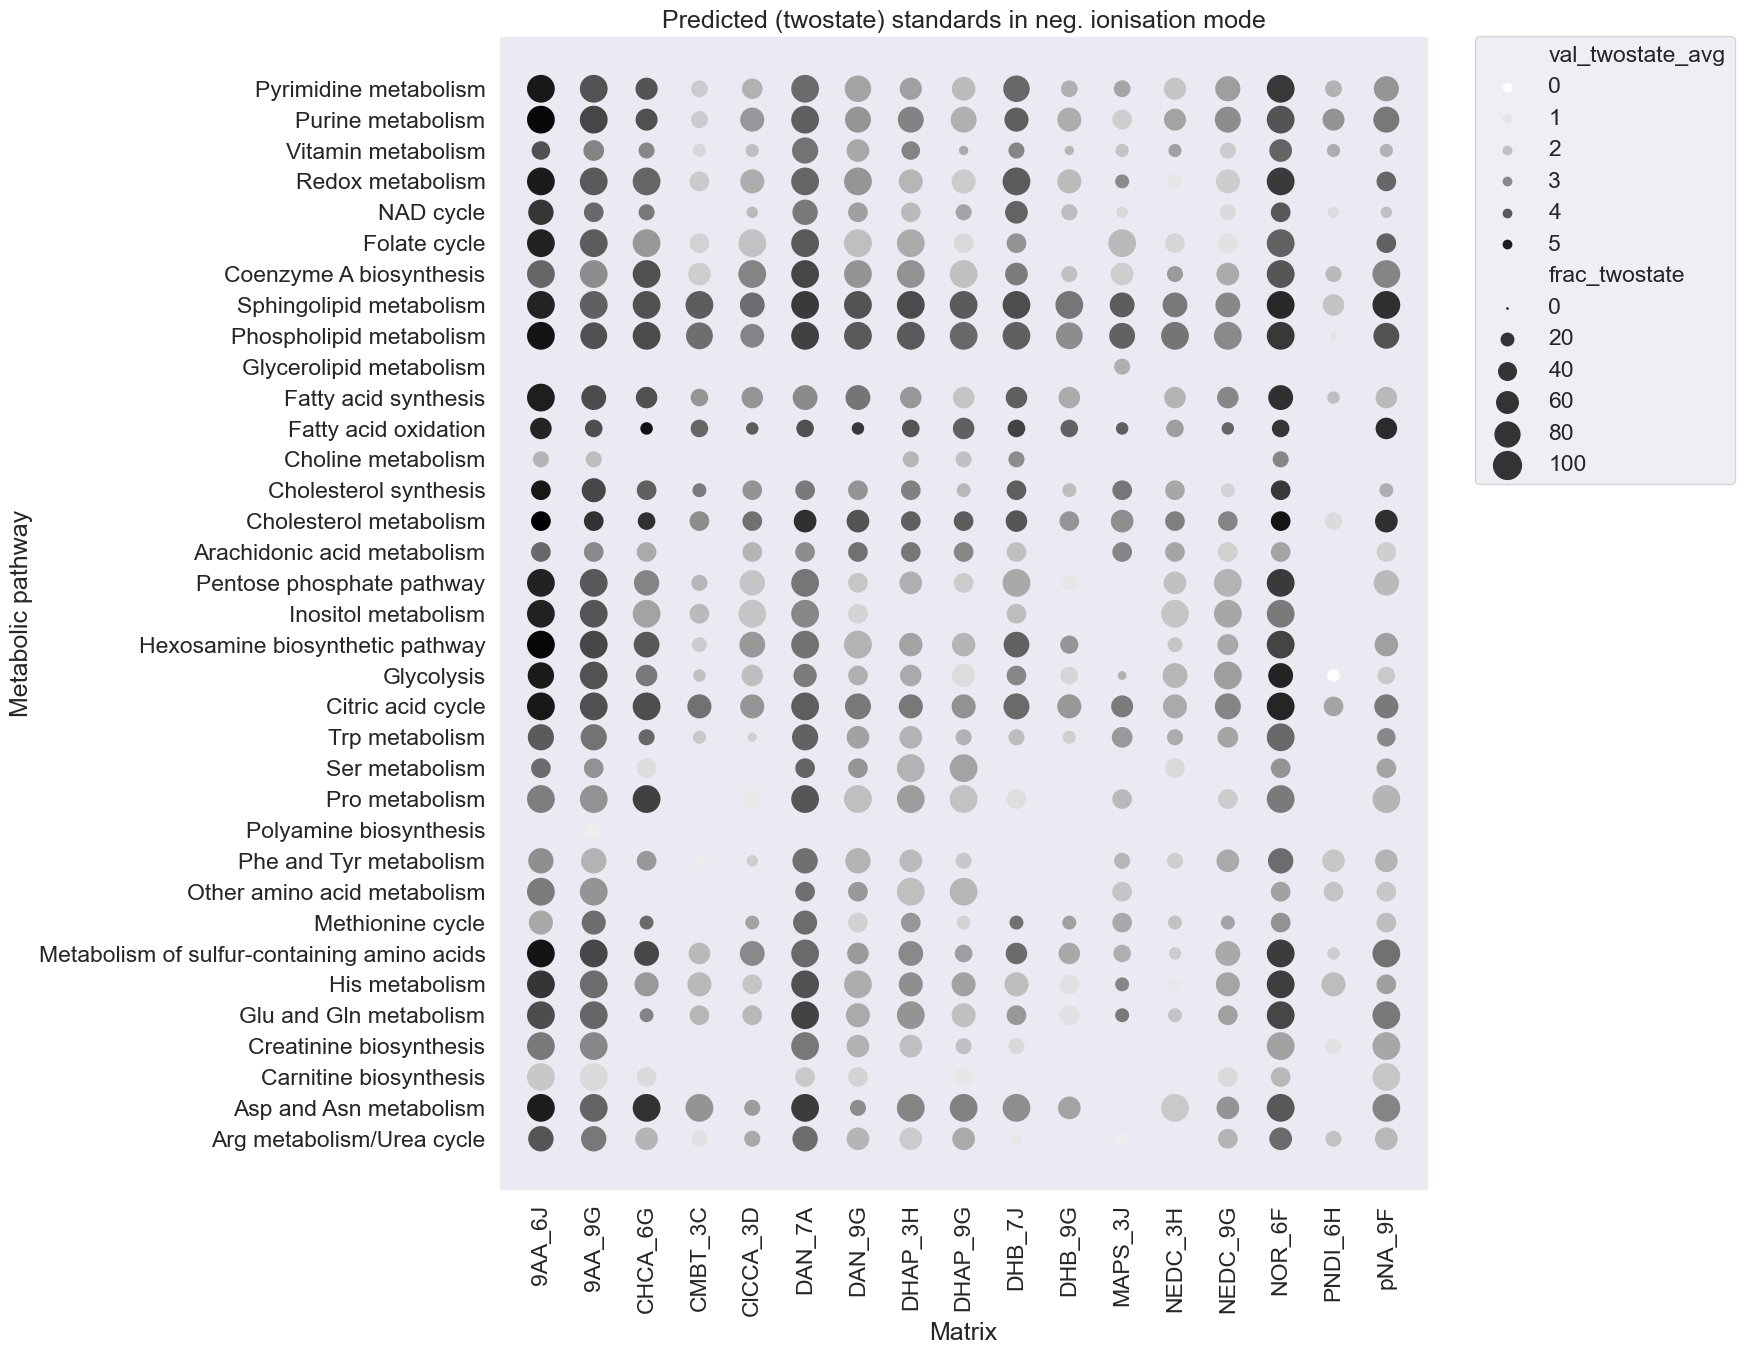 Predicted (twostate) standards in neg. ionisation mode
Pyrimidine metabolism
Purine metabolism
Vitamin metabolism
Redox metabolism
NAD cycle
Folate cycle
Coenzyme A biosynthesis
Sphingolipid metabolism
Phospholipid metabolism
Glycerolipid metabolism
Fatty acid synthesis
Fatty acid oxidation
Choline metabolism
Cholesterol synthesis
Cholesterol metabolism
Arachidonic acid metabolism
Pentose phosphate pathway
Inositol metabolism
Hexosamine biosynthetic pathway
Glycolysis
Citric acid cycle
Trp metabolism
Ser metabolism
Pro metabolism
Polyamine biosynthesis
Phe and Tyr metabolism
Other amino acid metabolism
Methionine cycle
Metabolism of sulfur-containing amino acids
His metabolism
Glu and Gln metabolism
Creatinine biosynthesis
Carnitine biosynthesis
Asp and Asn metabolism
Arg metabolism/Urea cycle
Metabolic pathway
9AA_6J
9AA_9G
CHCA_6G
CMBT_3C
ClCCA_3D
DAN_7A
DAN_9G
DHAP_3H
DHAP_9G
DHB_7J
DHB_9G
MAPS_3J
NEDC_3H
NEDC_9G
NOR_6F
PNDI_6H
pNA_9F
Matrix
val_twostate_avg
0
1
2
3
4
5
frac_twostate
0
20
40
60
80
100